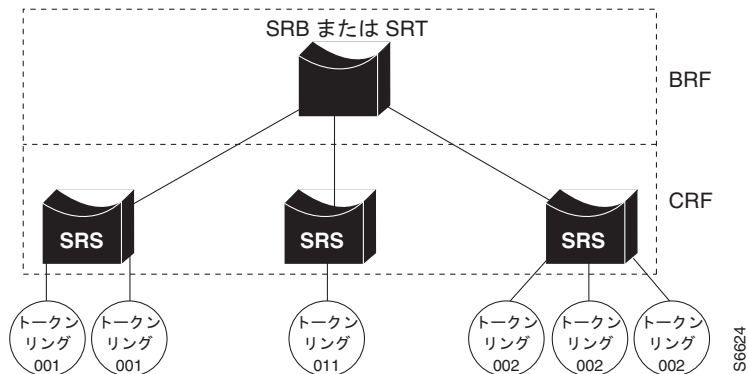 SRB または SRT
BRF
CRF
SRS
SRS
SRS
トークン
リング
001
トークン
リング
001
トークン
リング
011
トークン
リング
002
トークン
リング
002
トークン
リング
002
S6624